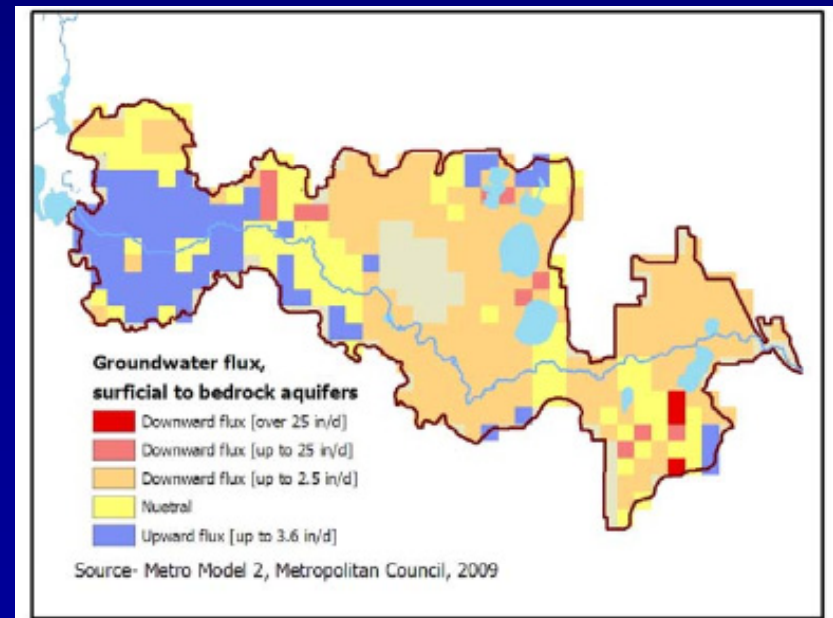 Groundwater flux,
surficial to bedrock aquifers
Downward flux [over 25 in/d]
Downward flux [up to 25 in/d]
Downward flux [up to 2.5 in/d]
Nuetral
Upward flux [up to 3.6 in/d]
Source- Metro Model 2, Metropolitan Council, 2009